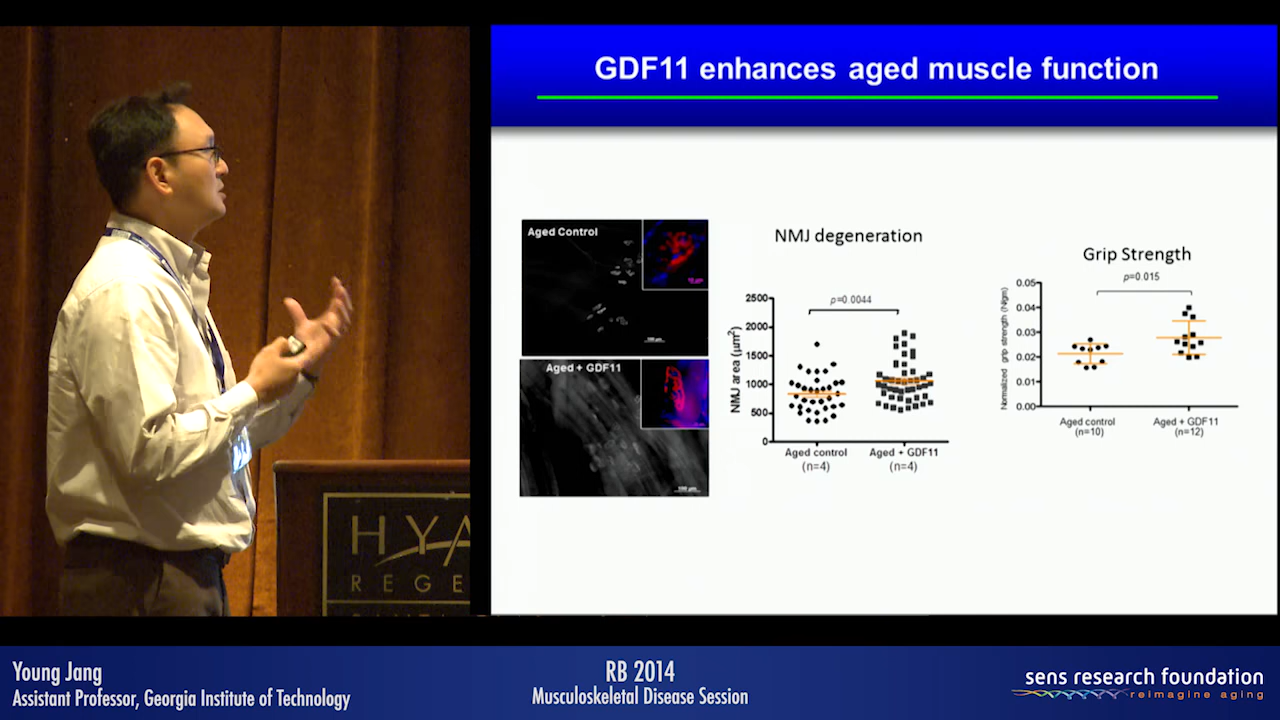 GDF11 enhances aged muscle function
Aged Control
Aged + GDF11
100 µm
NMJ degeneration
p=0.0044
NMJ area (µm2)
2500
2000
1500
1000
500
0
Aged control
(n=4)
Aged + GDF11
(n=4)
Grip Strength
p=0.015
Normalized grip strength (N/gm)
0.05
0.04
0.03
0.02
0.01
0.00
Aged control
(n=10)
Aged + GDF11
(n=12)
HYA
REGE
Young Jang
Assistant Professor, Georgia Institute of Technology
RB 2014
Musculoskeletal Disease Session
sens research foundation
reimagine aging